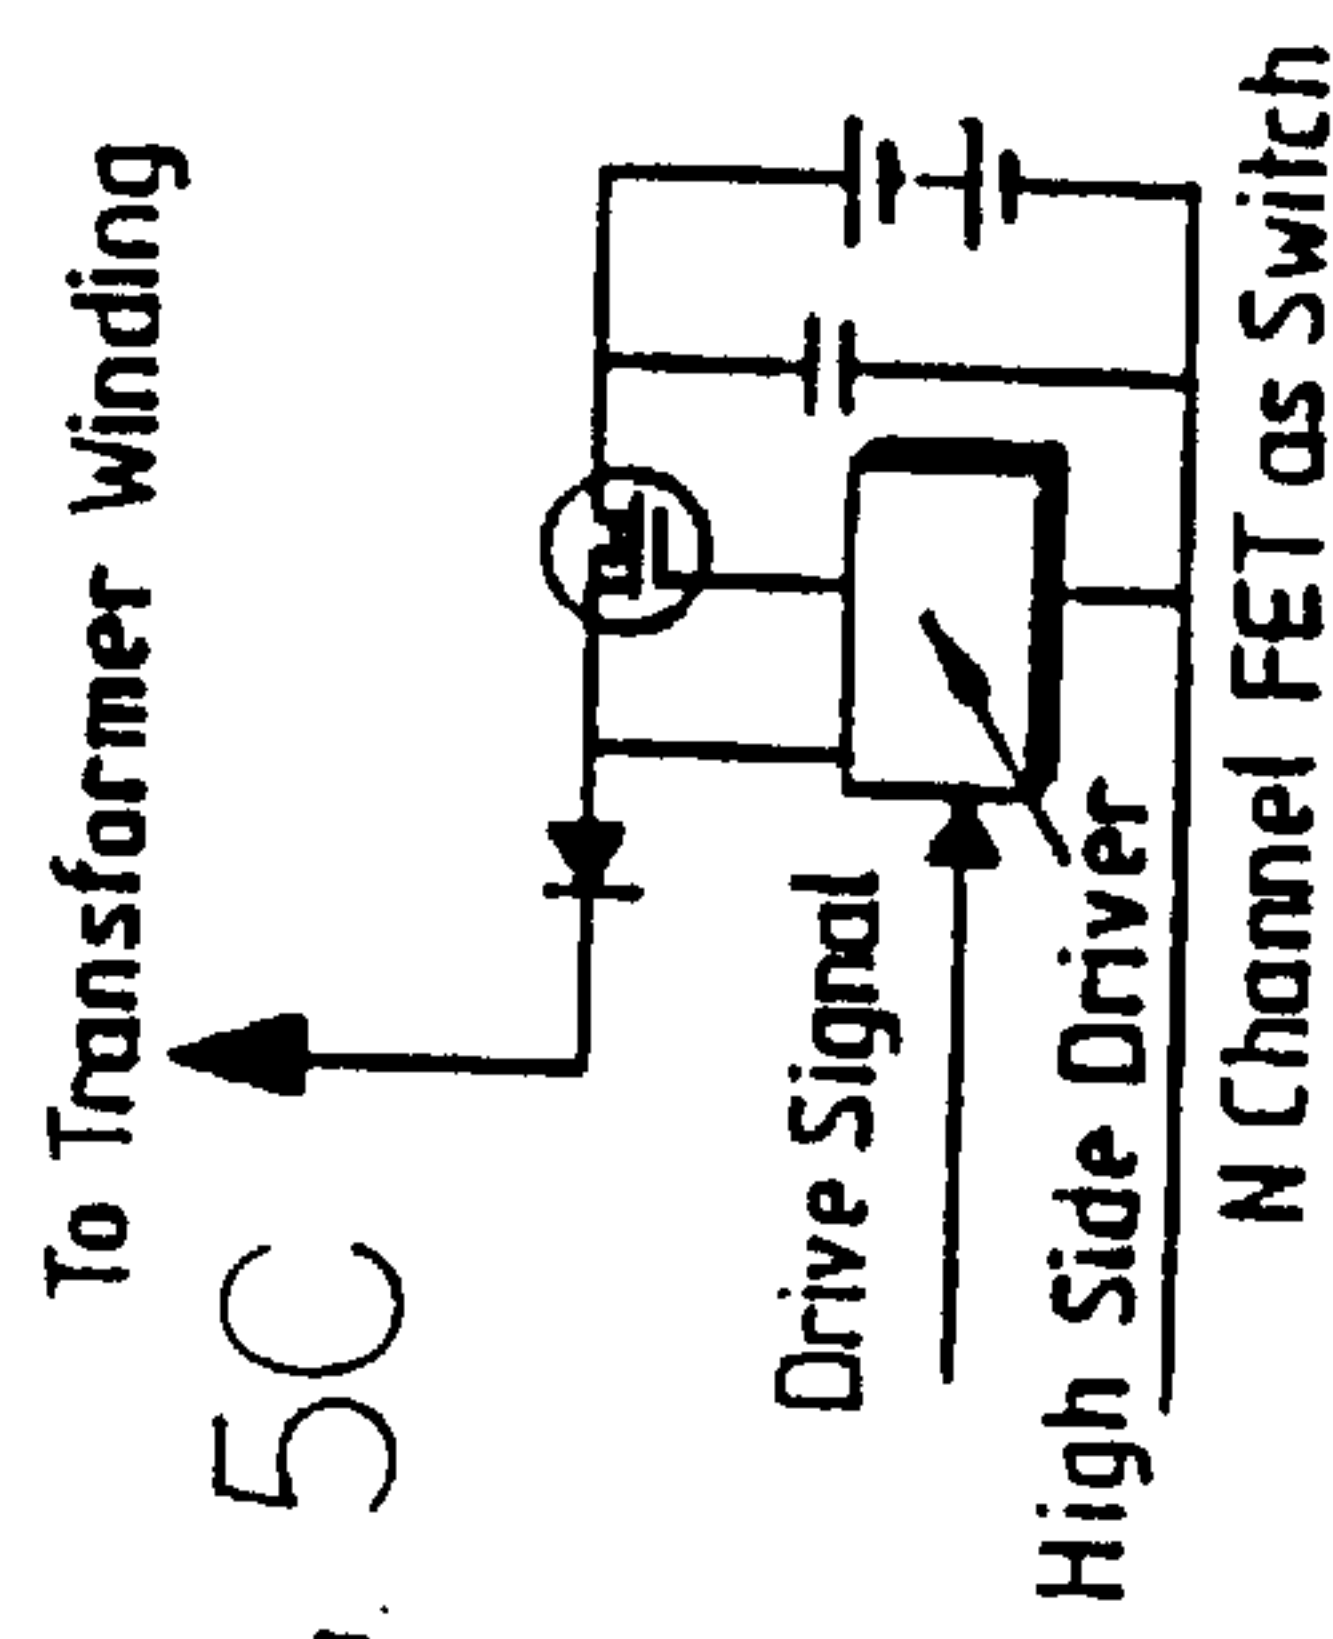 To Transformer Winding
5C
Drive Signal
High Side Driver
N Channel FET as Switch